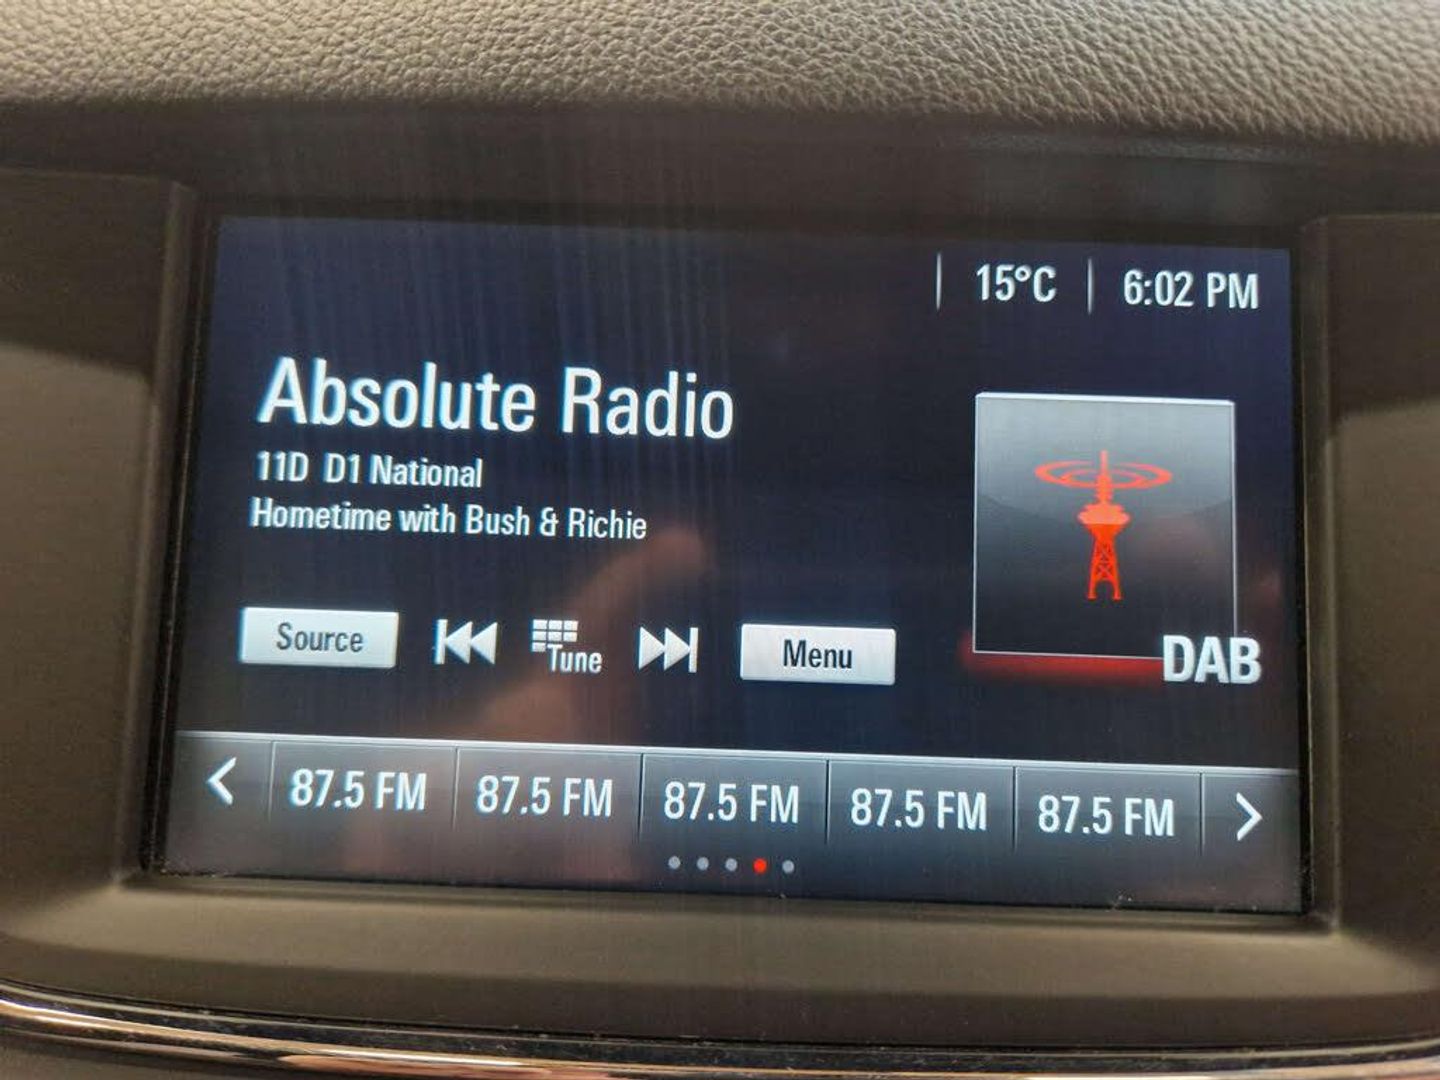 15°C 6:02 PM
Absolute Radio
11D D1 National
Hometime with Bush & Richie
Source Tune Menu
DAB
87.5 FM 87.5 FM 87.5 FM 87.5 FM 87.5 FM